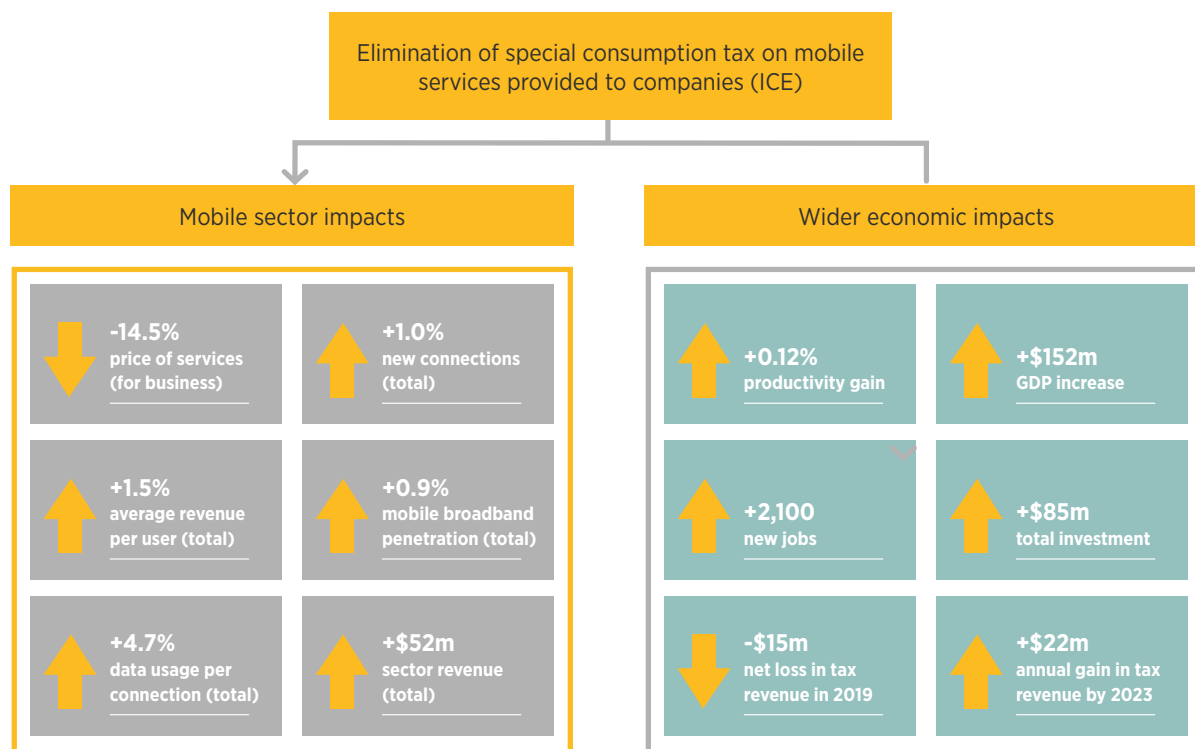 Elimination of special consumption tax on mobile
services provided to companies (ICE)
Mobile sector impacts
-14.5%
price of services
(for business)
+1.0%
new connections
(total)
+1.5%
average revenue
per user (total)
+0.9%
mobile broadband
penetration (total)
+4.7%
data usage per
connection (total)
+$52m
sector revenue
(total)
Wider economic impacts
+0.12%
productivity gain
+$152m
GDP increase
+2,100
new jobs
+$85m
total investment
-$15m
net loss in tax
revenue in 2019
+$22m
annual gain in tax
revenue by 2023